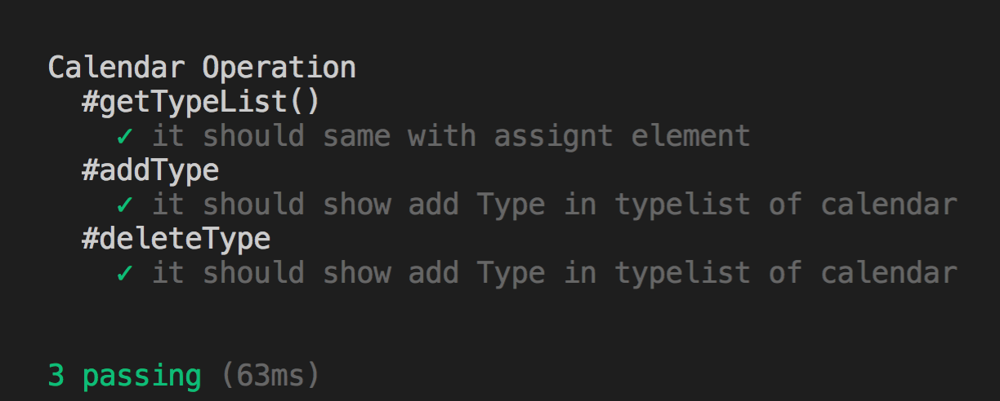 Calendar Operation
#getTypeList()
✓ it should same with assignt element
#addType
✓ it should show add Type in typelist of calendar
#deleteType
✓ it should show add Type in typelist of calendar
3 passing (63ms)